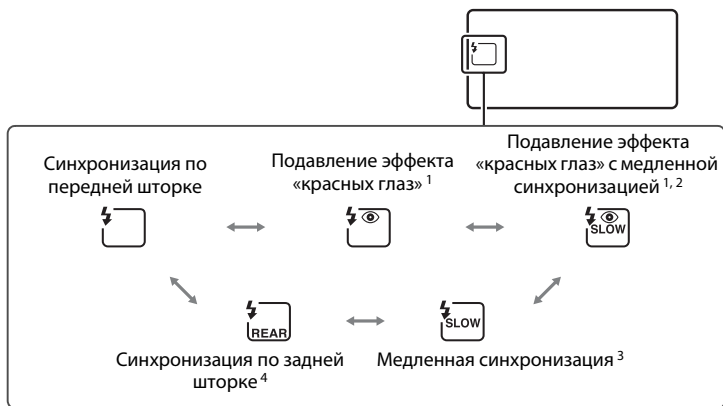 Синхронизация по
передней шторке
Подавление эффекта
«красных глаз» 1
Подавление эффекта
«красных глаз» с медленной
синхронизацией 1, 2
SLOW
REAR
SLOW
Синхронизация по задней
шторке 4
Медленная синхронизация 3